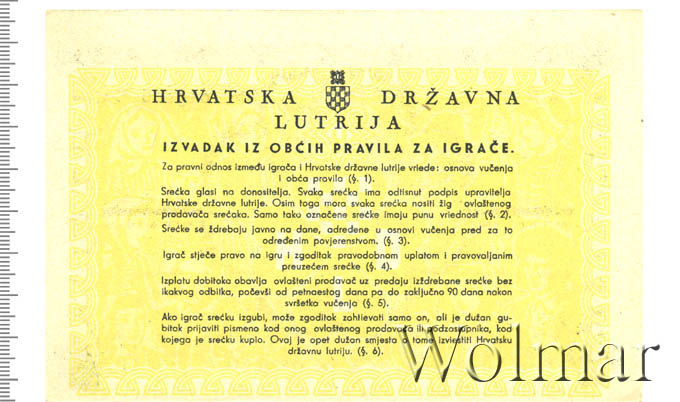 HRVATSKA DRŽAVNA
LUTRIJA
IZVADAK IZ OBĆIH PRAVILA ZA IGRAČE.
Za pravni odnos između igrača i Hrvatske državne lutrije vriede: osnova vučenja
i obća pravila (§. 1).
Srećka glasi na donositelja. Svaka srećka ima odtisnut podpis upravitelja
Hrvatske državne lutrije. Osim toga mora svaka srećka nositi žig ovlaštenog
prodavača srećaka. Samo tako označene srećke imaju punu vriednost (§. 2).
Srećke se ždrebaju javno na dane, određene u osnovi vučenja pred za to
određenim povjerenstvom. (§. 3).
Igrač stječe pravo na igru i zgoditak pravodobnom uplatom i pravovaljanim
preuzećem srećke (§. 4).
Izplatu dobitaka obavlja ovlašteni prodavač uz predaju izždrebane srećke bez
ikakvog odbitka, počevši od petnaestog dana pa do zaključno 90 dana nakon
svršetka vučenja (§. 5).
Ako igrač srećku izgubi, može zgoditak zahtievati samo on, ali je dužan gu-
bitak prijaviti pismeno kod onog ovlaštenog prodavača ili podzastupnika, kod
kojega je srećku kupio. Ovaj je opet dužan smjesta o tome izviestiti Hrvatsku
državnu lutriju. (§. 6).
Wolmar